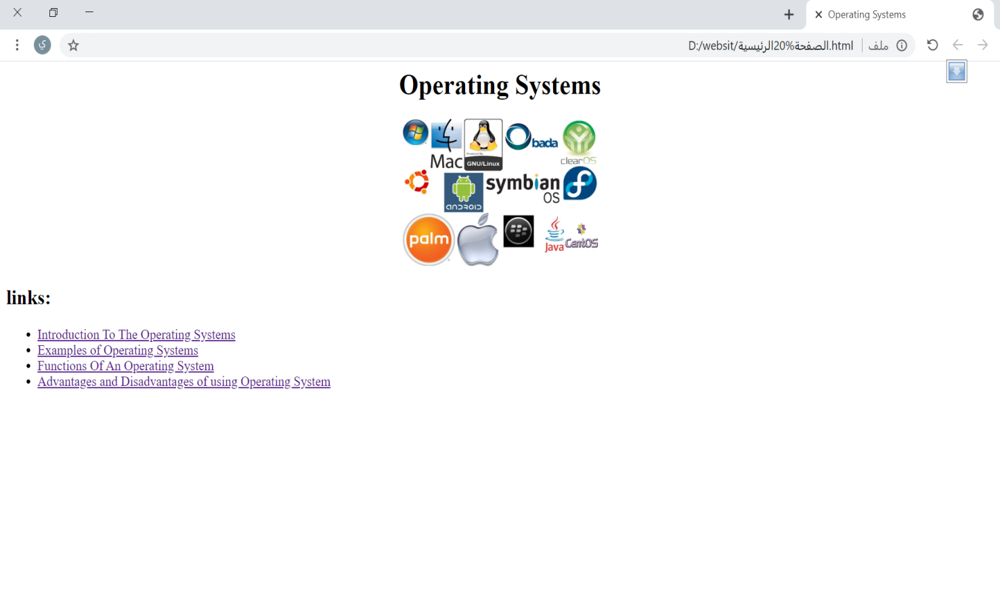 Operating Systems
D:/websit/الصفحة%20الرئيسية.html
ملف
ي
Operating Systems
Mac
Powered By
GNU/Linux
bada
clearOS
ANDROID
symbian
OS
palm
Java
CentOS
links:
Introduction To The Operating Systems
Examples of Operating Systems
Functions Of An Operating System
Advantages and Disadvantages of using Operating System